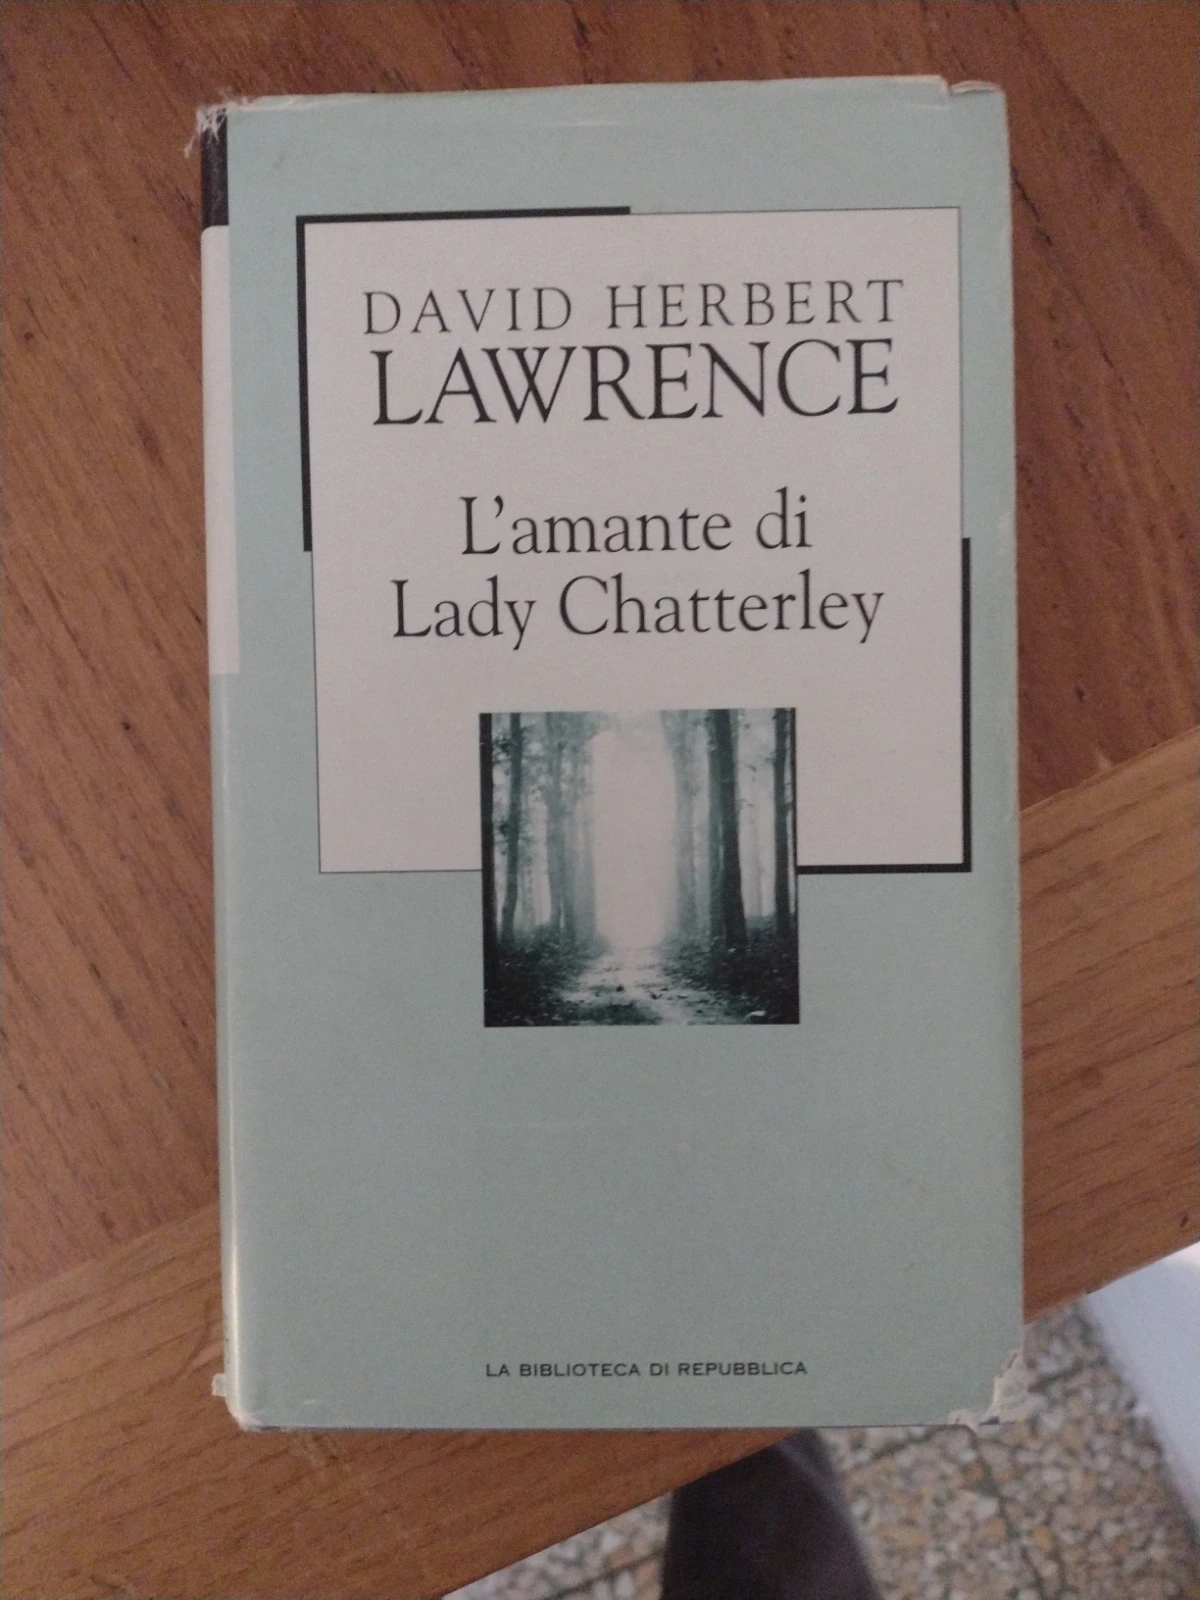 DAVID HERBERT
LAWRENCE
L'amante di
Lady Chatterley
LA BIBLIOTECA DI REPUBBLICA